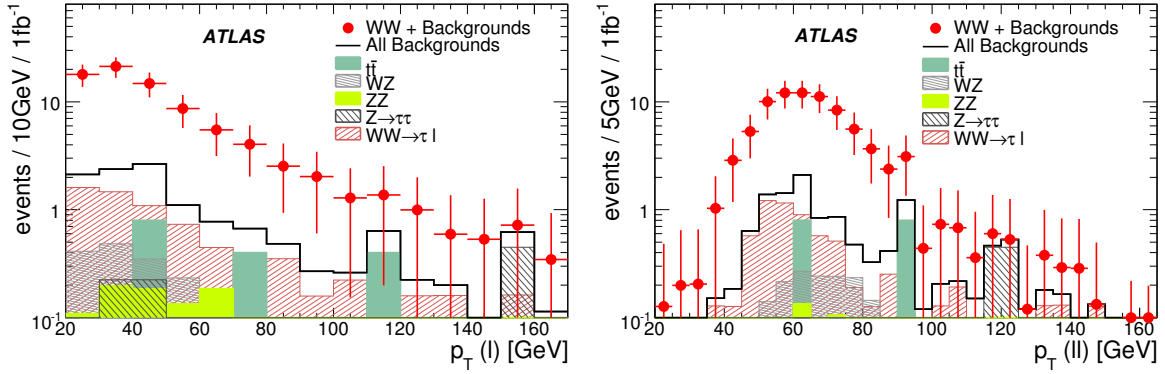 ATLAS
WW + Backgrounds
All Backgrounds
tt̄
WZ
ZZ
Z→ττ
WW→τ l
events / 10GeV / 1fb⁻¹
10
1
10⁻¹
20 40 60 80 100 120 140 160
p_T (l) [GeV]
ATLAS
WW + Backgrounds
All Backgrounds
tt̄
WZ
ZZ
Z→ττ
WW→τ l
events / 5GeV / 1fb⁻¹
10
1
10⁻¹
20 40 60 80 100 120 140 160
p_T (ll) [GeV]